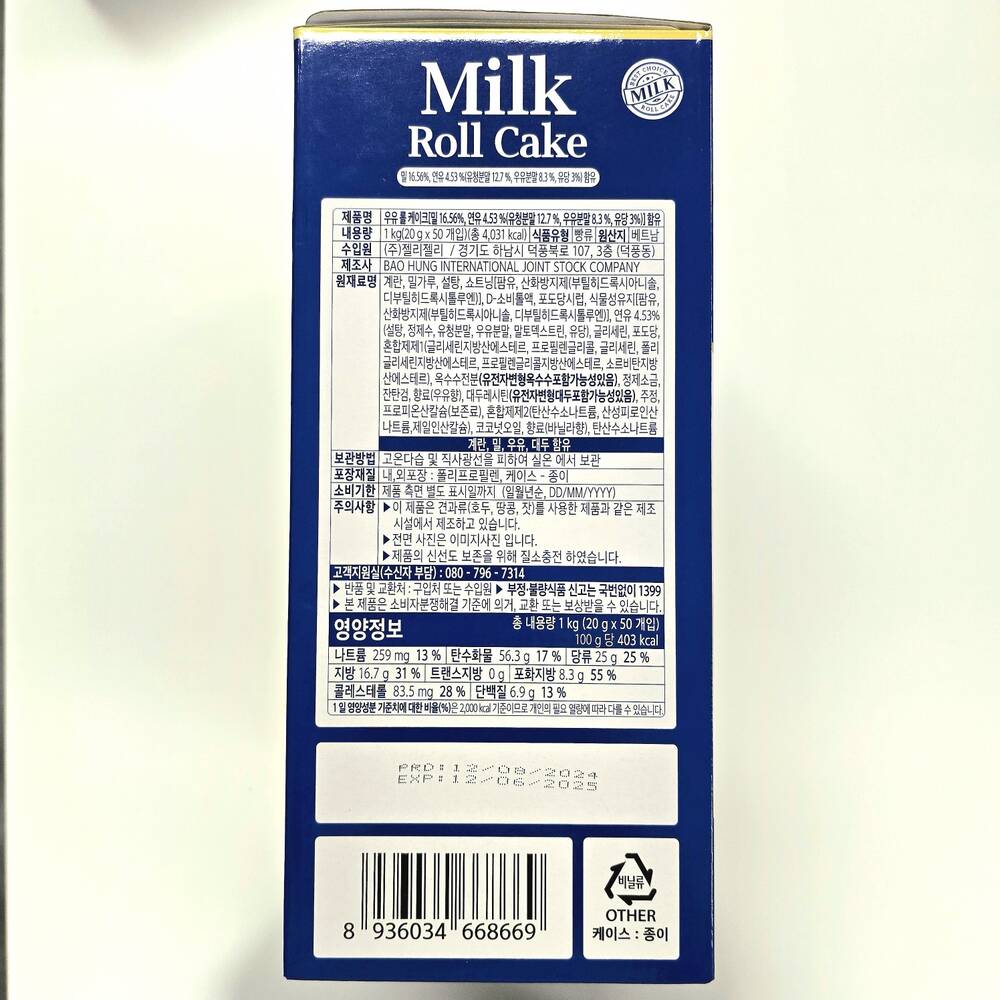 Milk
Roll Cake
BEST CHOICE
MILK
ROLL CAKE
밀 16.56%, 연유 4.53 %(유청분말 12.7 %, 우유분말 8.3 %, 유당 3%) 함유
제품명 우유 롤 케이크[밀 16.56%, 연유 4.53 %(유청분말 12.7 %, 우유분말 8.3 %, 유당 3%)] 함유
내용량 1 kg(20 g x 50 개입)(총 4,031 kcal) 식품유형 빵류 원산지 베트남
수입원 (주)젤리젤리 / 경기도 하남시 덕풍북로 107, 3층 (덕풍동)
제조사 BAO HUNG INTERNATIONAL JOINT STOCK COMPANY
원재료명 계란, 밀가루, 설탕, 쇼트닝[팜유, 산화방지제(부틸히드록시아니솔,
디부틸히드록시톨루엔)], D-소비톨액, 포도당시럽, 식물성유지[팜유,
산화방지제(부틸히드록시아니솔, 디부틸히드록시톨루엔)], 연유 4.53%
(설탕, 정제수, 유청분말, 우유분말, 말토덱스트린, 유당), 글리세린, 포도당,
혼합제제1(글리세린지방산에스테르, 프로필렌글리콜, 글리세린, 폴리
글리세린지방산에스테르, 프로필렌글리콜지방산에스테르, 소르비탄지방
산에스테르), 옥수수전분(유전자변형옥수수포함가능성있음), 정제소금,
잔탄검, 향료(우유향), 대두레시틴(유전자변형대두포함가능성있음), 주정,
프로피온산칼슘(보존료), 혼합제제2(탄산수소나트륨, 산성피로인산
나트륨,제일인산칼슘), 코코넛오일, 향료(바닐라향), 탄산수소나트륨
계란, 밀, 우유, 대두 함유
보관방법 고온다습 및 직사광선을 피하여 실온 에서 보관
포장재질 내,외포장 : 폴리프로필렌, 케이스 - 종이
소비기한 제품 측면 별도 표시일까지 (일월년순, DD/MM/YYYY)
주의사항 ▶이 제품은 견과류(호두, 땅콩, 잣)를 사용한 제품과 같은 제조
시설에서 제조하고 있습니다.
▶전면 사진은 이미지사진 입니다.
▶제품의 신선도 보존을 위해 질소충전 하였습니다.
고객지원실(수신자 부담) : 080 - 796 - 7314
▶ 반품 및 교환처 : 구입처 또는 수입원 ▶ 부정·불량식품 신고는 국번없이 1399
▶ 본 제품은 소비자분쟁해결 기준에 의거, 교환 또는 보상받을 수 있습니다.
영양정보 총 내용량 1 kg (20 g x 50 개입)
100 g 당 403 kcal
나트륨 259 mg 13 % 탄수화물 56.3 g 17 % 당류 25 g 25 %
지방 16.7 g 31 % 트랜스지방 0 g 포화지방 8.3 g 55 %
콜레스테롤 83.5 mg 28 % 단백질 6.9 g 13 %
1 일 영양성분 기준치에 대한 비율(%)은 2,000 kcal 기준이므로 개인의 필요 열량에 따라 다를 수 있습니다.
PRD: 12/08/2024
EXP: 12/06/2025
8 936034 668669
비닐류
OTHER
케이스 : 종이